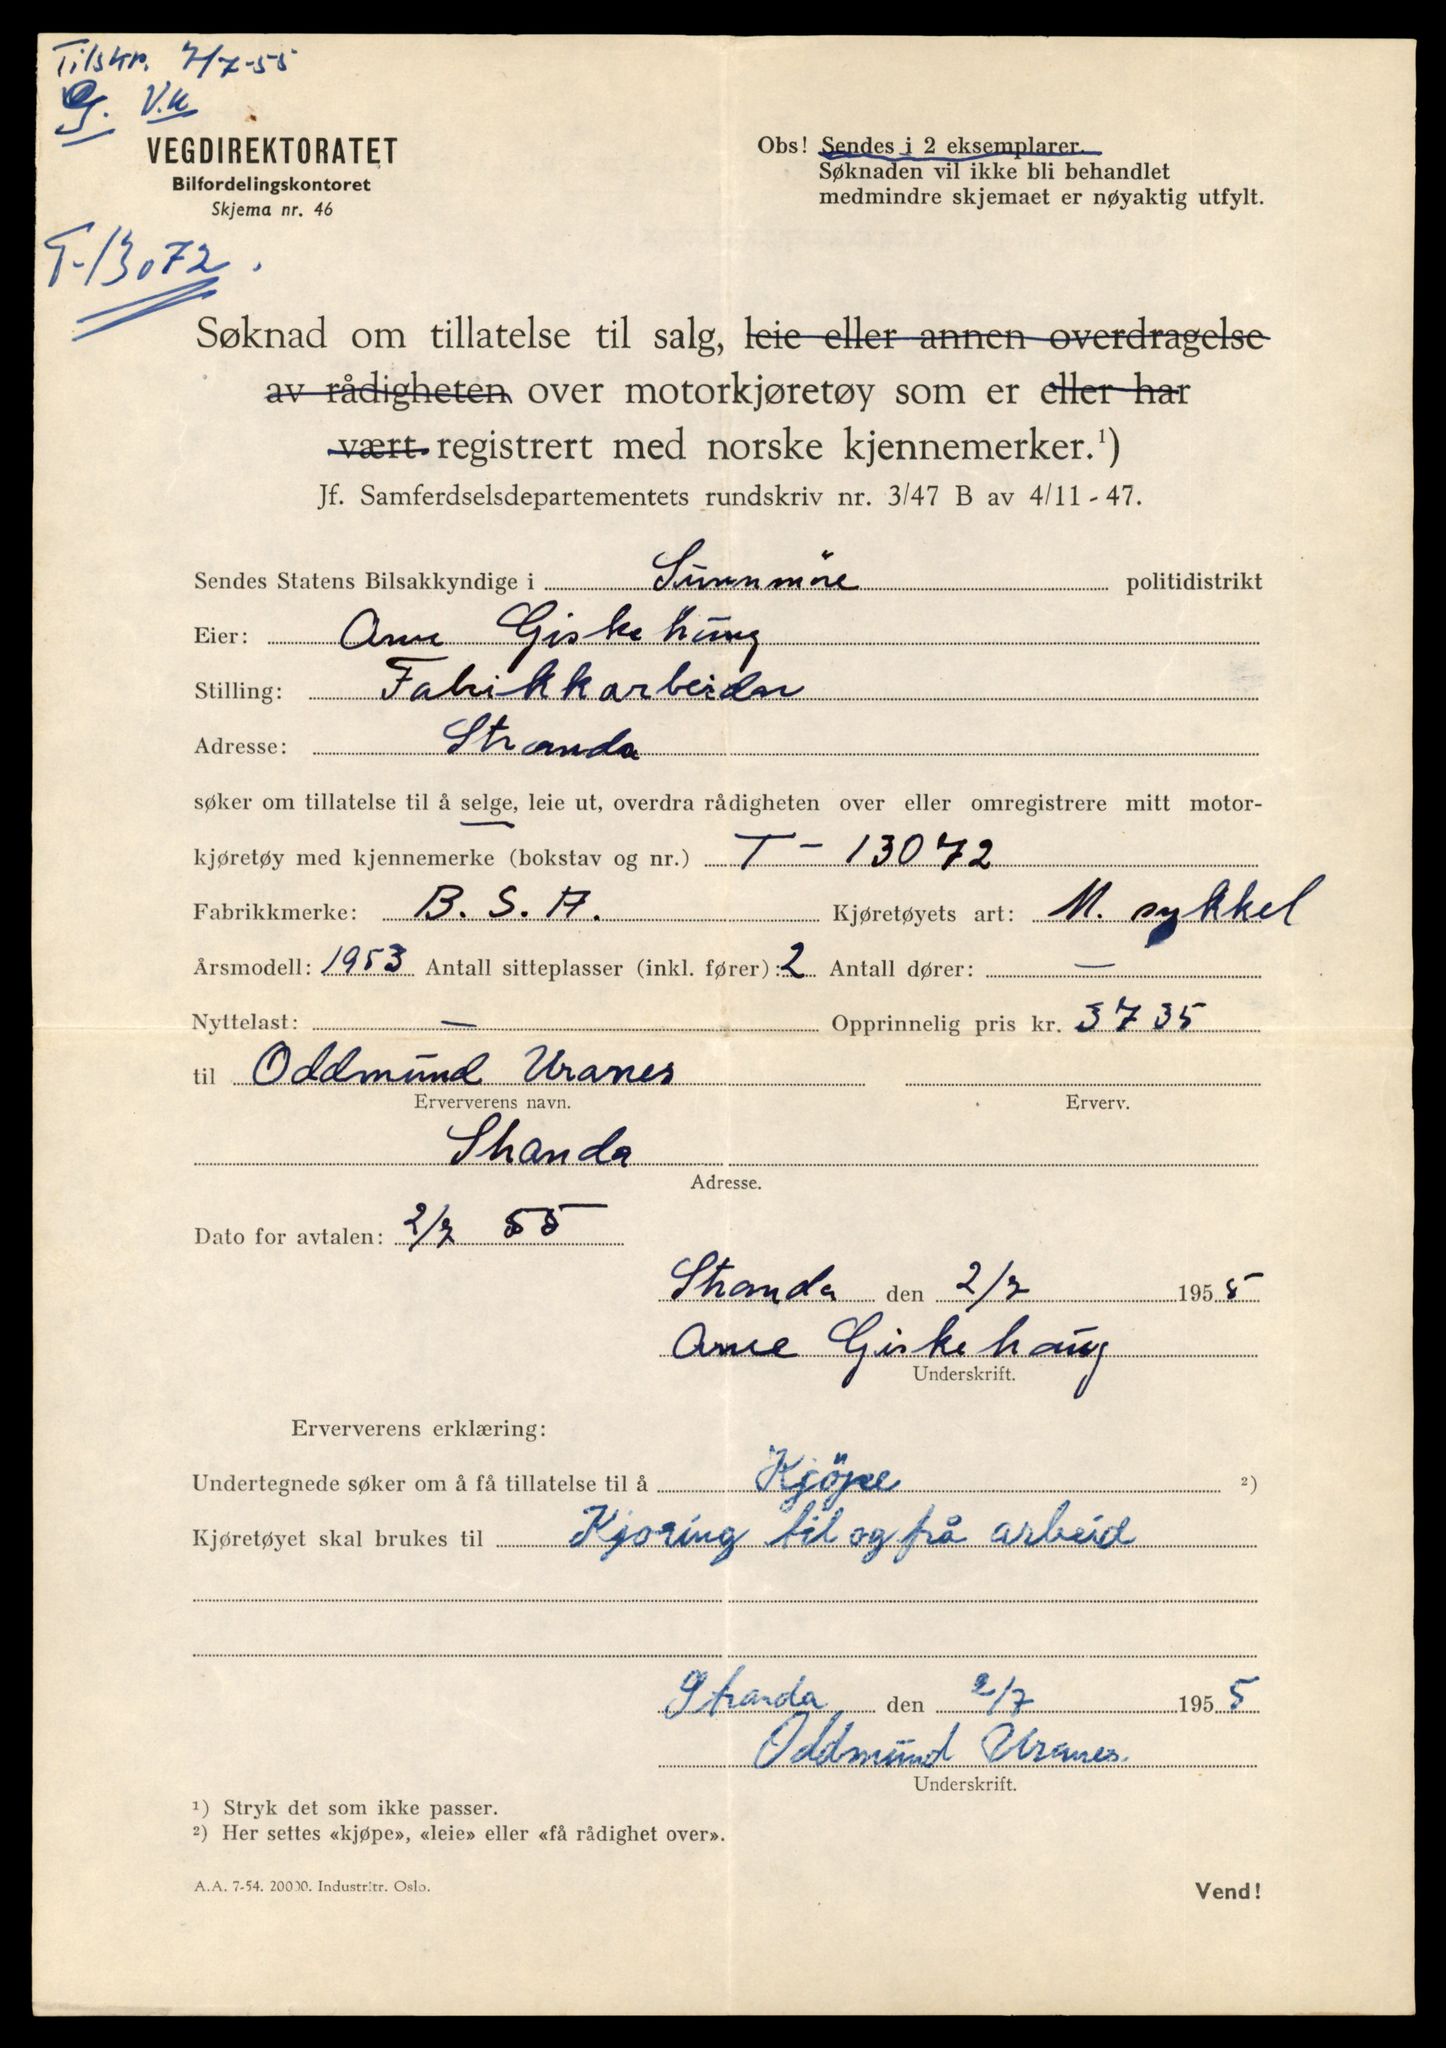 Tilskr. 7/7-55
V.k
VEGDIREKTORATET
Bilfordelingskontoret
Skjema nr. 46
Obs! Sendes i 2 eksemplarer.
Søknaden vil ikke bli behandlet
medmindre skjemaet er nøyaktig utfylt.
T-13072.
Søknad om tillatelse til salg, leie eller annen overdragelse
av rådigheten over motorkjøretøy som er eller har
vært registrert med norske kjennemerker.¹)
Jf. Samferdselsdepartementets rundskriv nr. 3/47 B av 4/11 - 47.
Sendes Statens Bilsakkyndige i Sunnmöre politidistrikt
Eier: Arne Giskehaug
Stilling: Fabrikkarbeider
Adresse: Stranda
søker om tillatelse til å selge, leie ut, overdra rådigheten over eller omregistrere mitt motor-
kjøretøy med kjennemerke (bokstav og nr.) T - 13072
Fabrikkmerke: B. S. A. Kjøretøyets art: M. sykkel
Årsmodell: 1953 Antall sitteplasser (inkl. fører): 2 Antall dører: —
Nyttelast: — Opprinnelig pris kr. 3735
til Oddmund Uranes
Erververens navn. Erverv.
Stranda
Adresse.
Dato for avtalen: 2/7 55
Stranda den 2/7 1955
Arne Giskehaug
Underskrift.
Erververens erklæring:
Undertegnede søker om å få tillatelse til å Kjöpe ²)
Kjøretøyet skal brukes til Kjoring til og frå arbeid
Stranda den 2/7 1955
Oddmund Uranes.
Underskrift.
¹) Stryk det som ikke passer.
²) Her settes «kjøpe», «leie» eller «få rådighet over».
A.A. 7-54. 20000. Industritr. Oslo.
Vend!